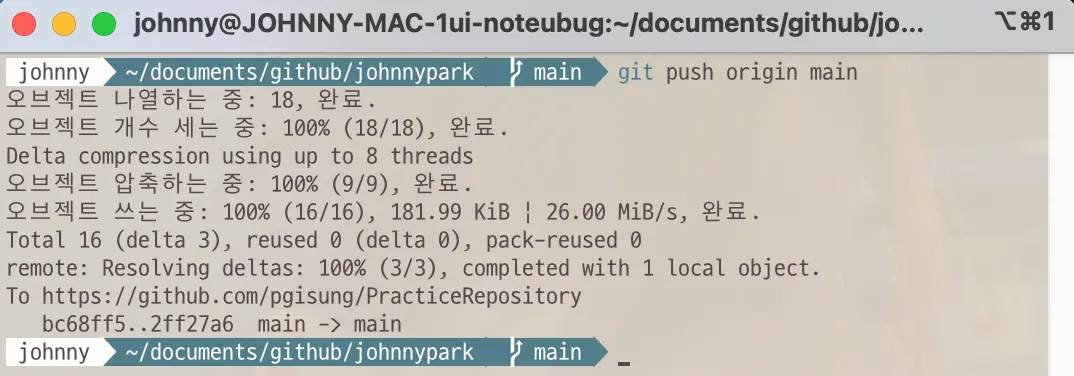 johnny@JOHNNY-MAC-1ui-noteubug:~/documents/github/jo... ⌥⌘1
johnny ~/documents/github/johnnypark main git push origin main
오브젝트 나열하는 중: 18, 완료.
오브젝트 개수 세는 중: 100% (18/18), 완료.
Delta compression using up to 8 threads
오브젝트 압축하는 중: 100% (9/9), 완료.
오브젝트 쓰는 중: 100% (16/16), 181.99 KiB ¦ 26.00 MiB/s, 완료.
Total 16 (delta 3), reused 0 (delta 0), pack-reused 0
remote: Resolving deltas: 100% (3/3), completed with 1 local object.
To https://github.com/pgisung/PracticeRepository
bc68ff5..2ff27a6 main -> main
johnny ~/documents/github/johnnypark main _